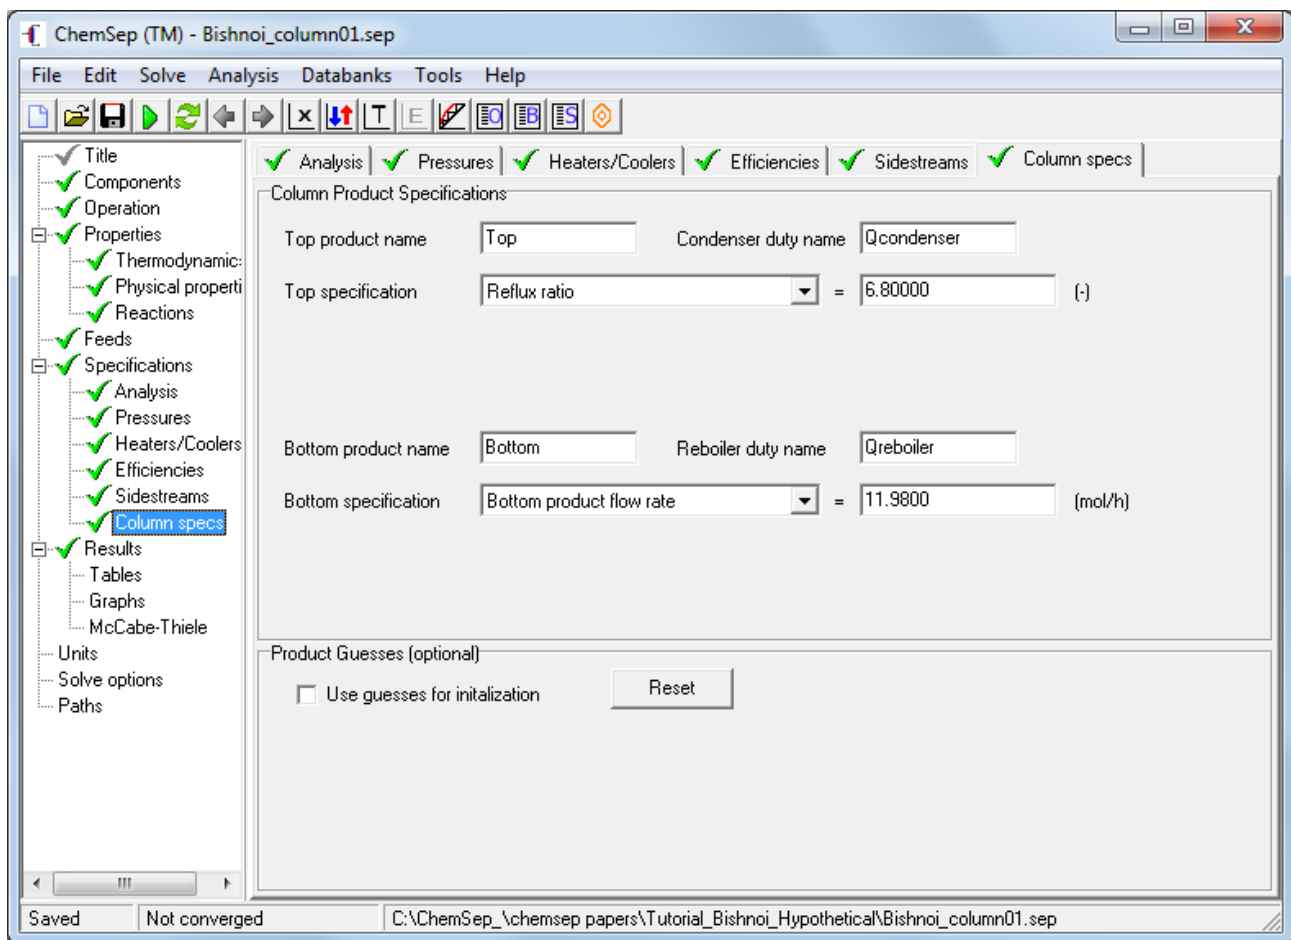 ChemSep (TM) - Bishnoi_column01.sep
File Edit Solve Analysis Databanks Tools Help
Title
Components
Operation
Properties
Thermodynamic:
Physical properti
Reactions
Feeds
Specifications
Analysis
Pressures
Heaters/Coolers
Efficiencies
Sidestreams
Column specs
Results
Tables
Graphs
McCabe-Thiele
Units
Solve options
Paths
Analysis Pressures Heaters/Coolers Efficiencies Sidestreams Column specs
Column Product Specifications
Top product name Top Condenser duty name Qcondenser
Top specification Reflux ratio = 6.80000 (-)
Bottom product name Bottom Reboiler duty name Qreboiler
Bottom specification Bottom product flow rate = 11.9800 (mol/h)
Product Guesses (optional)
Use guesses for initalization Reset
Saved Not converged C:\ChemSep_\chemsep papers\Tutorial_Bishnoi_Hypothetical\Bishnoi_column01.sep